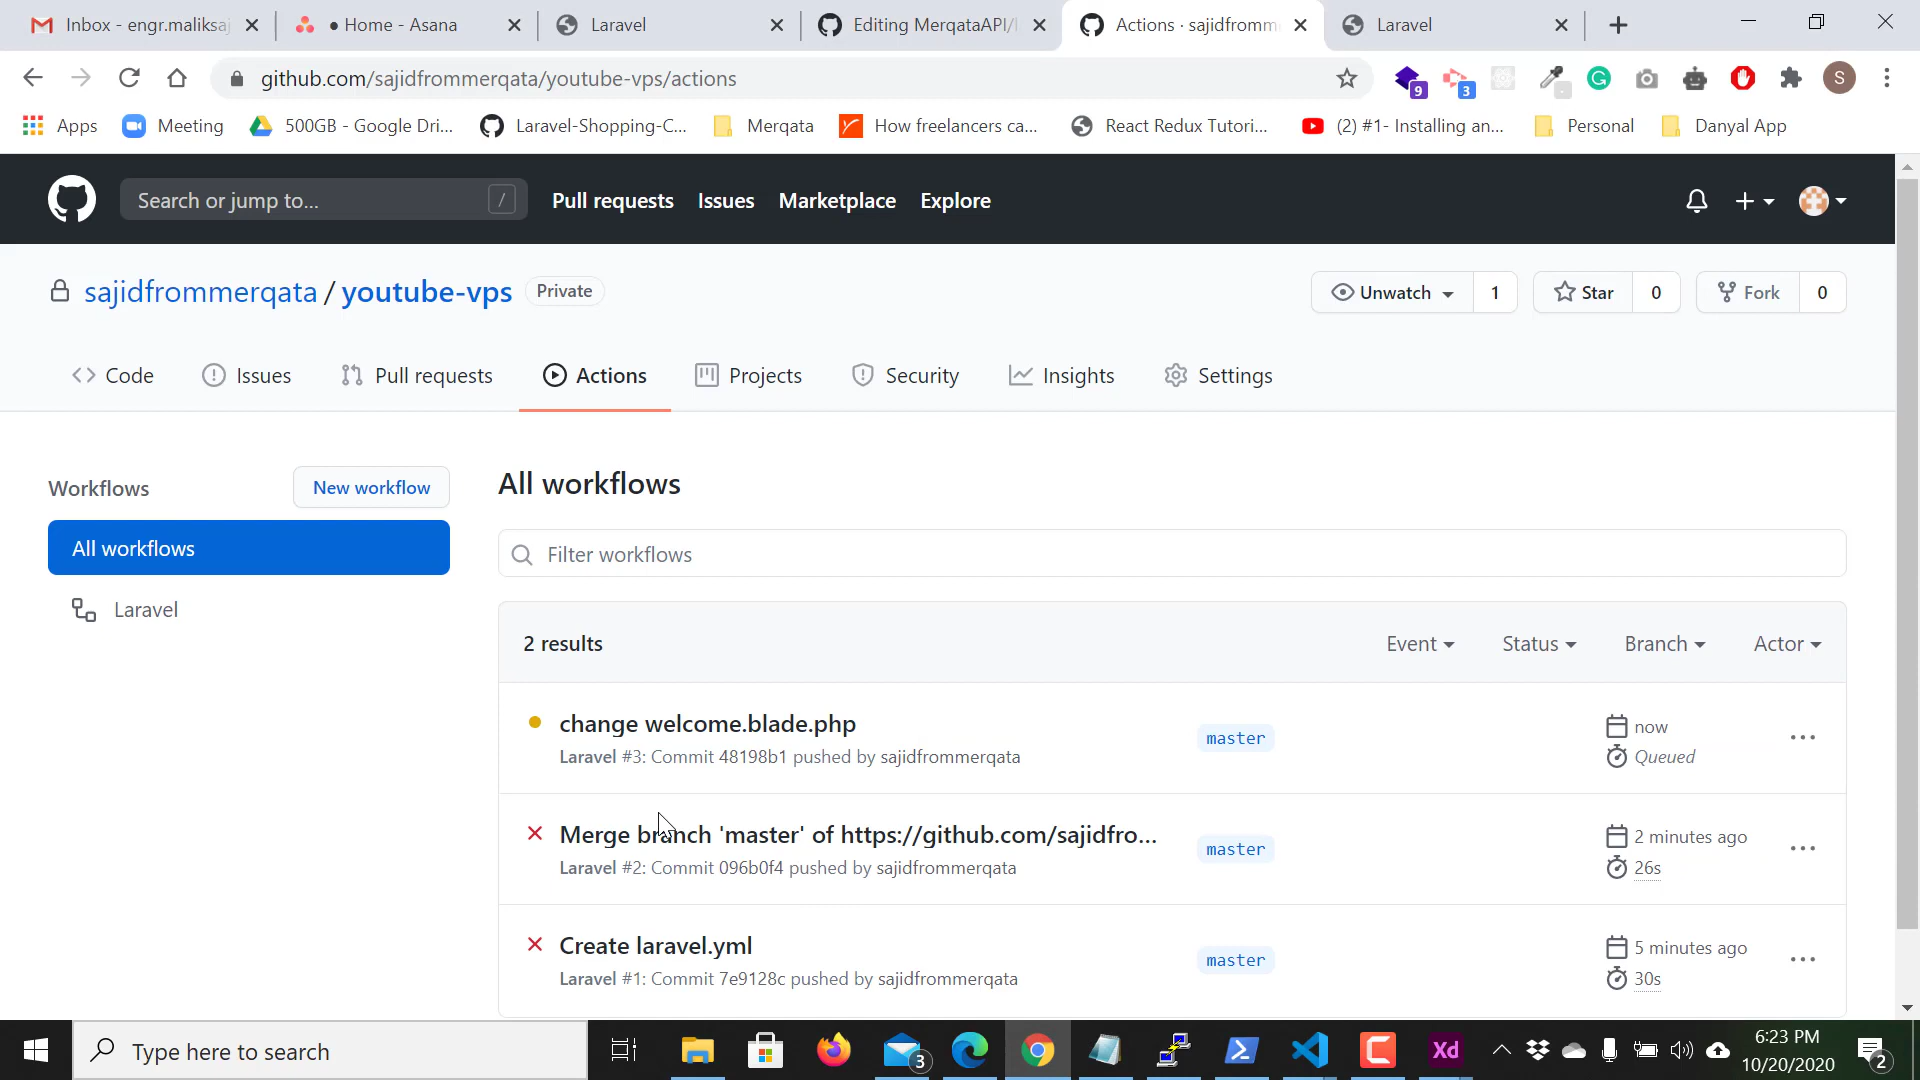 Inbox - engr.maliksaj
● Home - Asana
Laravel
Editing MerqataAPI/l
Actions · sajidfromm
Laravel
github.com/sajidfrommerqata/youtube-vps/actions
9
3
S
Apps
Meeting
500GB - Google Dri...
Laravel-Shopping-C...
Merqata
How freelancers ca...
React Redux Tutori...
(2) #1- Installing an...
Personal
Danyal App
Search or jump to...
/
Pull requests
Issues
Marketplace
Explore
sajidfrommerqata / youtube-vps
Private
Unwatch
1
Star
0
Fork
0
Code
Issues
Pull requests
Actions
Projects
Security
Insights
Settings
Workflows
New workflow
All workflows
Laravel
All workflows
Filter workflows
2 results
Event
Status
Branch
Actor
change welcome.blade.php
Laravel #3: Commit 48198b1 pushed by sajidfrommerqata
master
now
Queued
Merge branch 'master' of https://github.com/sajidfro...
Laravel #2: Commit 096b0f4 pushed by sajidfrommerqata
master
2 minutes ago
26s
Create laravel.yml
Laravel #1: Commit 7e9128c pushed by sajidfrommerqata
master
5 minutes ago
30s
Type here to search
3
Xd
6:23 PM
10/20/2020
2